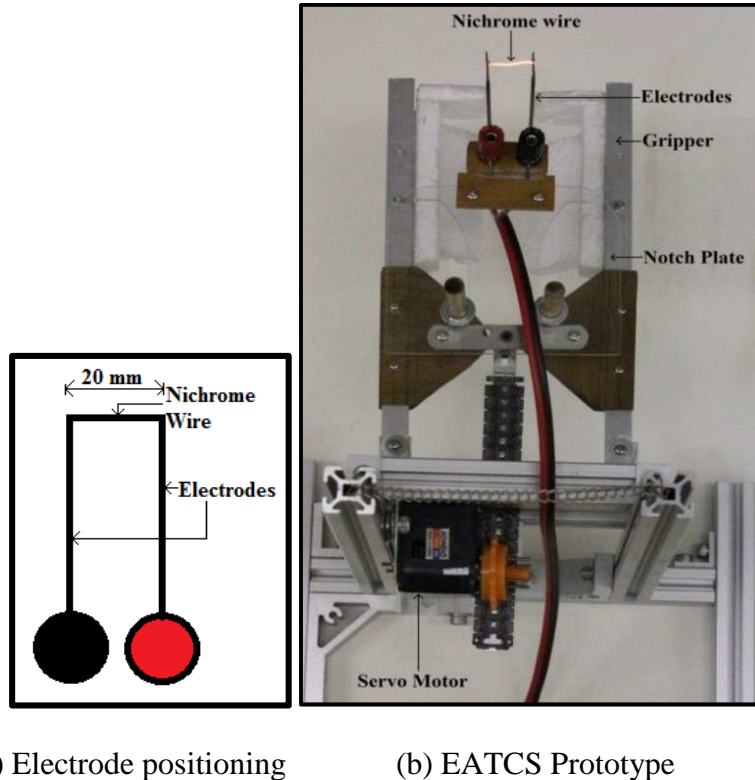 20 mm
Nichrome
Wire
Electrodes
Nichrome wire
Electrodes
Gripper
Notch Plate
Servo Motor
) Electrode positioning
(b) EATCS Prototype